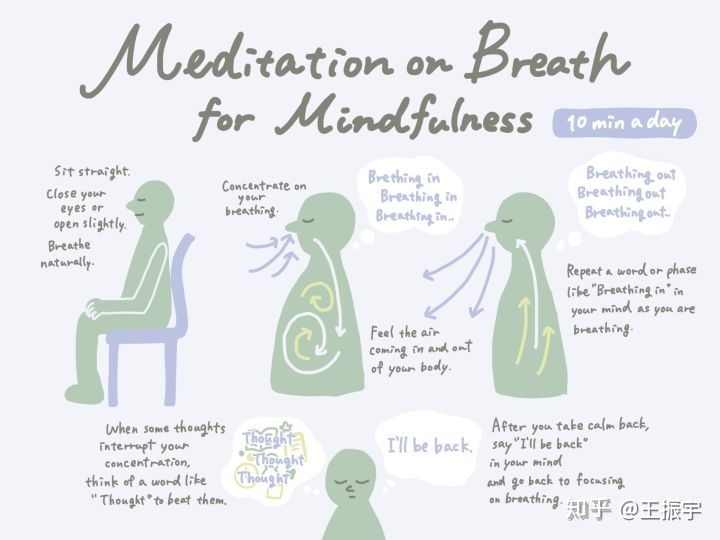 Meditation on Breath
for Mindfulness
10 min a day
Sit straight.
Close your
eyes or
open slightly.
Breathe
naturally.
Concentrate on
your
breathing.
Brething in
Breathing in
Breathing in..
Feel the air
coming in and out
of your body.
Breathing out
Breathing out
Breathing out..
Repeat a word or phase
like "Breathing in" in
your mind as you are
breathing.
When some thoughts
interrupt your
concentration,
think of a word like
"Thought" to beat them.
Thought
Thought
Thought
I'll be back.
After you take calm back,
say "I'll be back"
in your mind
and go back to focusing
on breathing.
知乎 @王振宇